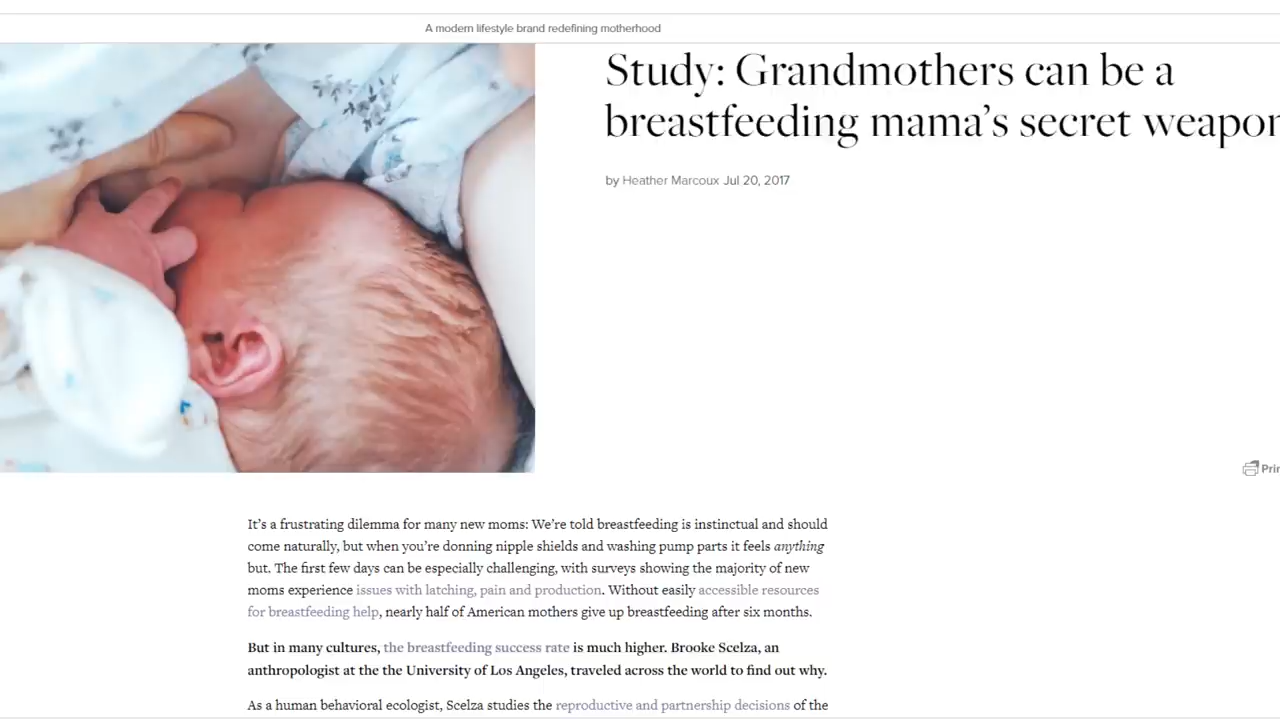 A modern lifestyle brand redefining motherhood
Study: Grandmothers can be a
breastfeeding mama's secret weapon
by Heather Marcoux Jul 20, 2017
It's a frustrating dilemma for many new moms: We're told breastfeeding is instinctual and should
come naturally, but when you're donning nipple shields and washing pump parts it feels anything
but. The first few days can be especially challenging, with surveys showing the majority of new
moms experience issues with latching, pain and production. Without easily accessible resources
for breastfeeding help, nearly half of American mothers give up breastfeeding after six months.
But in many cultures, the breastfeeding success rate is much higher. Brooke Scelza, an
anthropologist at the the University of Los Angeles, traveled across the world to find out why.
As a human behavioral ecologist, Scelza studies the reproductive and partnership decisions of the